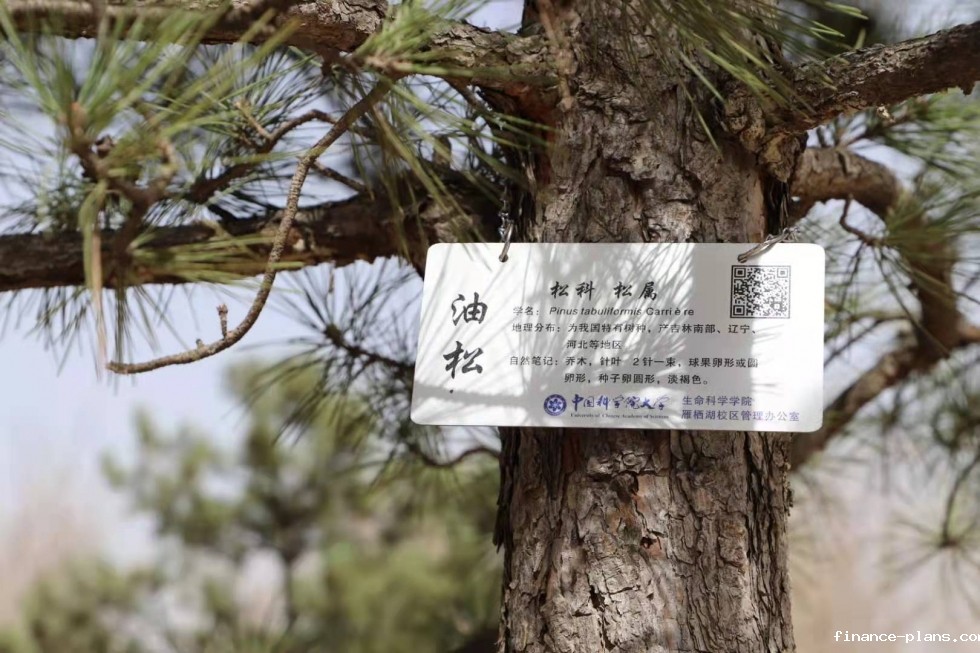 油松
松科 松属
学名： Pinus tabuliformis Carrière
地理分布：为我国特有树种，产吉林南部、辽宁、
河北等地区
自然笔记：乔木，针叶 2针一束，球果卵形或圆
卵形，种子卵圆形，淡褐色。
中国科学院大学
University of Chinese Academy of Sciences
生命科学学院
雁栖湖校区管理办公室
finance-plans.co